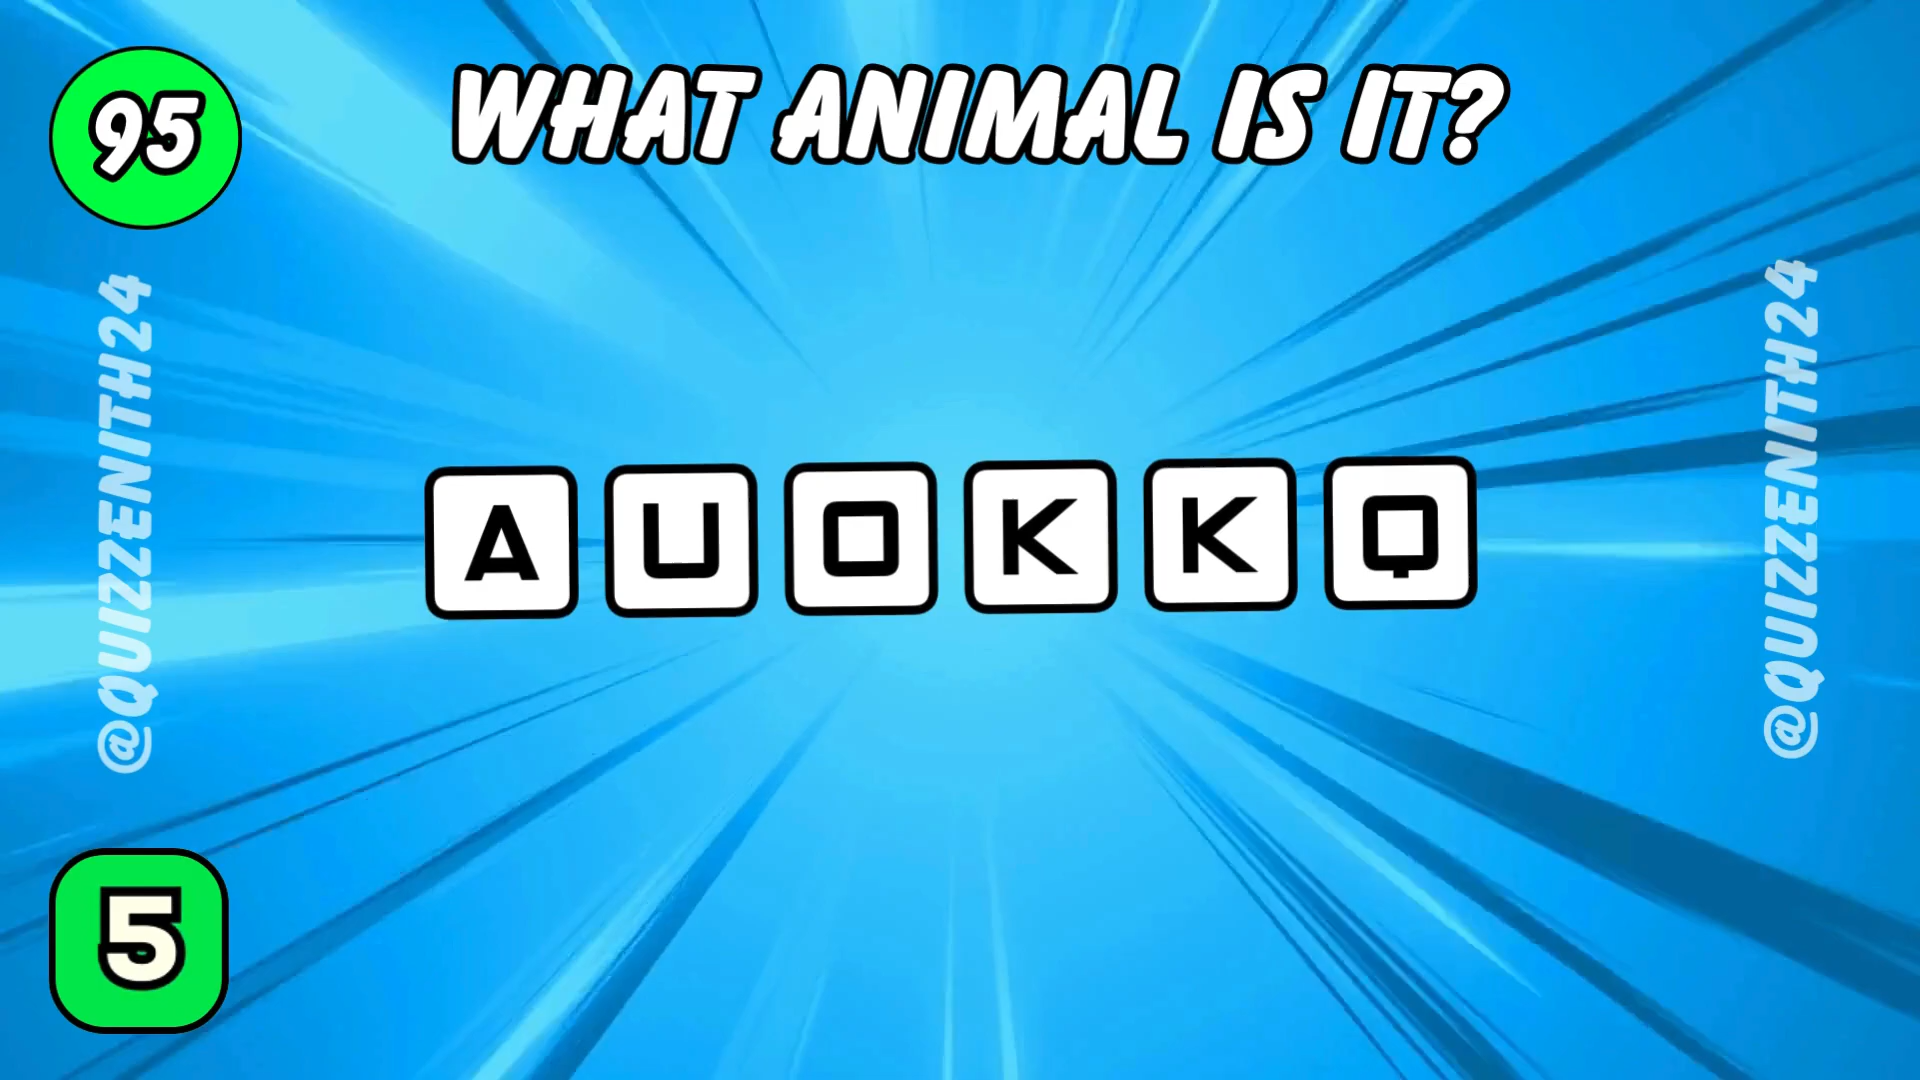 95
WHAT ANIMAL IS IT?
@QUIZZENITH24
@QUIZZENITH24
A U O K K Q
5